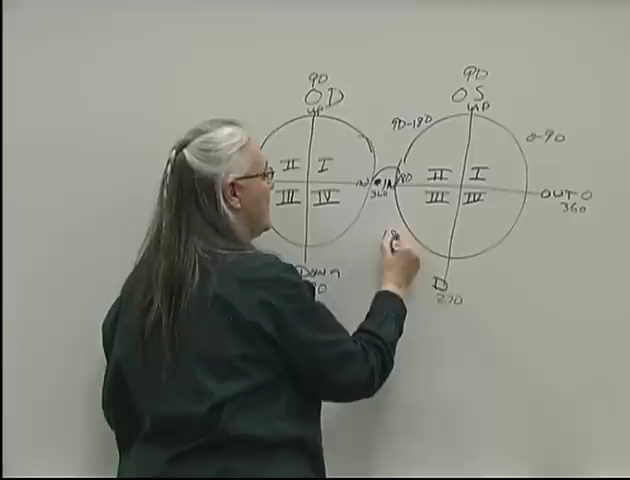 90
OD
UP
II I
III IV
IN
360
Down
90
OS
UP
90-180
0-90
II I
III IV
OUT 0
360
D
270